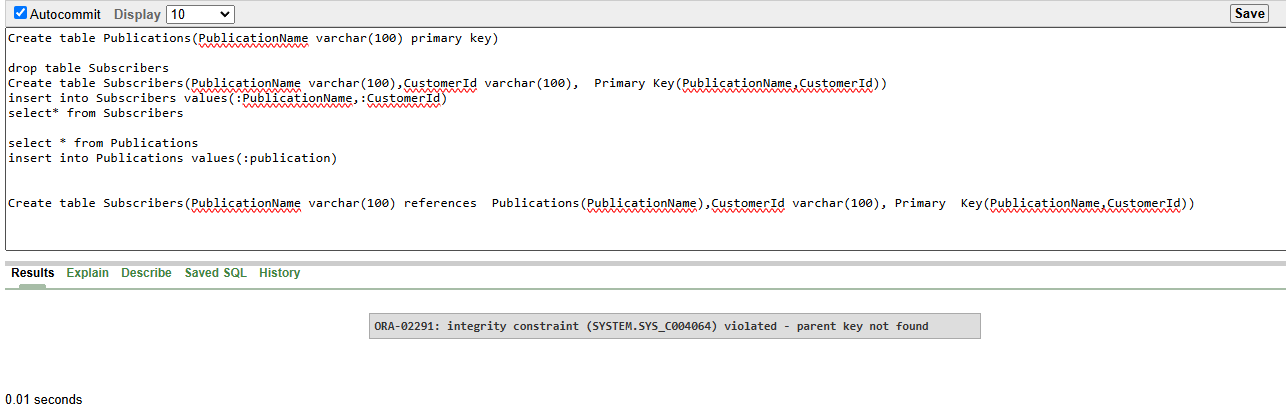 Autocommit Display 10 Save
Create table Publications(PublicationName varchar(100) primary key)
drop table Subscribers
Create table Subscribers(PublicationName varchar(100),CustomerId varchar(100),  Primary Key(PublicationName,CustomerId))
insert into Subscribers values(:PublicationName,:CustomerId)
select* from Subscribers
select * from Publications
insert into Publications values(:publication)
Create table Subscribers(PublicationName varchar(100) references  Publications(PublicationName),CustomerId varchar(100), Primary  Key(PublicationName,CustomerId))
Results Explain Describe Saved SQL History
ORA-02291: integrity constraint (SYSTEM.SYS_C004064) violated - parent key not found
0.01 seconds